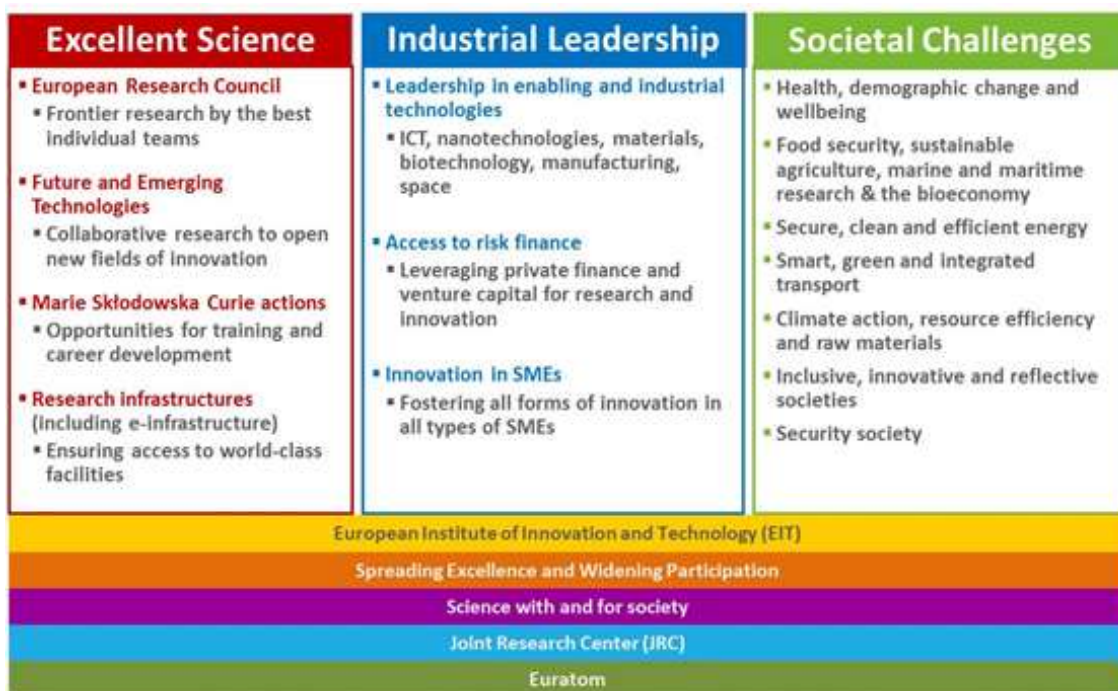 Excellent Science
▪ European Research Council
▪ Frontier research by the best
individual teams
▪ Future and Emerging
Technologies
▪ Collaborative research to open
new fields of innovation
▪ Marie Skłodowska Curie actions
▪ Opportunities for training and
career development
▪ Research infrastructures
(including e-infrastructure)
▪ Ensuring access to world-class
facilities
Industrial Leadership
▪ Leadership in enabling and industrial
technologies
▪ ICT, nanotechnologies, materials,
biotechnology, manufacturing,
space
▪ Access to risk finance
▪ Leveraging private finance and
venture capital for research and
innovation
▪ Innovation in SMEs
▪ Fostering all forms of innovation in
all types of SMEs
Societal Challenges
▪ Health, demographic change and
wellbeing
▪ Food security, sustainable
agriculture, marine and maritime
research & the bioeconomy
▪ Secure, clean and efficient energy
▪ Smart, green and integrated
transport
▪ Climate action, resource efficiency
and raw materials
▪ Inclusive, innovative and reflective
societies
▪ Security society
European Institute of Innovation and Technology (EIT)
Spreading Excellence and Widening Participation
Science with and for society
Joint Research Center (JRC)
Euratom